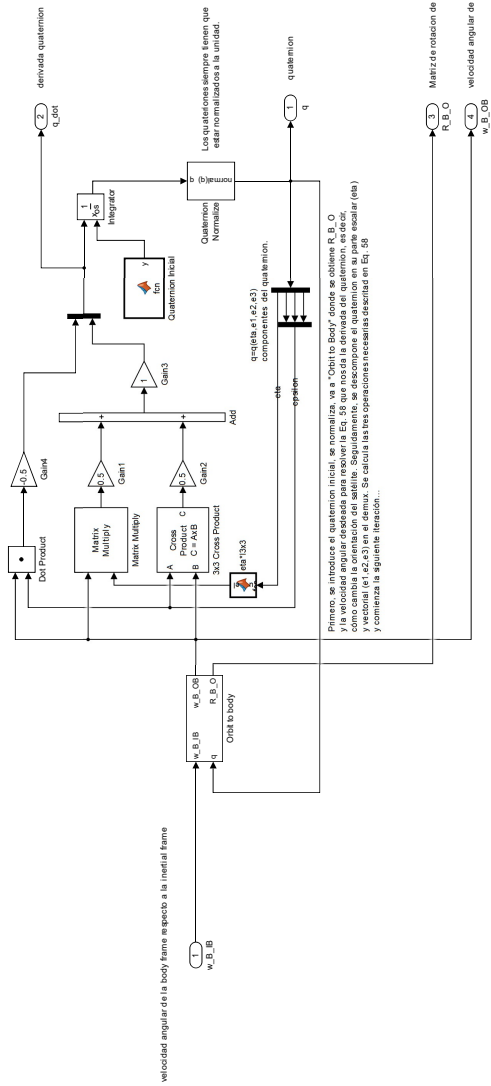 velocidad angular de la body frame respecto a la inertial frame
1
w_B_IB
w_B_IB
w_B_OB
q
R_B_O
Orbit to body
Dot Product
Matrix
Multiply
Matrix Multiply
A
B
Cross
Product
C = AxB
C
3x3 Cross Product
eta*I3x3
-0.5
Gain4
0.5
Gain1
0.5
Gain2
+
+
Add
1
Gain3
fcn
y
Quaternion Inicial
1
s
xo
Integrator
q
normal(q)
q
Quaternion
Normalize
Los quateriones siempre tienen que
estar normalizados a la unidad.
q=q(eta,e1,e2,e3)
componentes del quaternion.
eta
epsilon
derivada quaternion
2
q_dot
quaternion
1
q
Matriz de rotacion de
3
R_B_O
velocidad angular de
4
w_B_OB
Primero, se introduce el quaternion inicial, se normaliza, va a "Orbit to Body" donde se obtiene R_B_O
y la velocidad angular desdeada para resolver la Eq. 58 que nos da la derivada del quaternion, es decir,
cómo cambia la orientación del satélite. Seguidamente, se descompone el quaternion en su parte escalar (eta)
y vectorial (e1,e2,e3) en el demux. Se calcula las tres operaciones necesarias descritad en Eq. 58
y comienza la siguiente iteración...